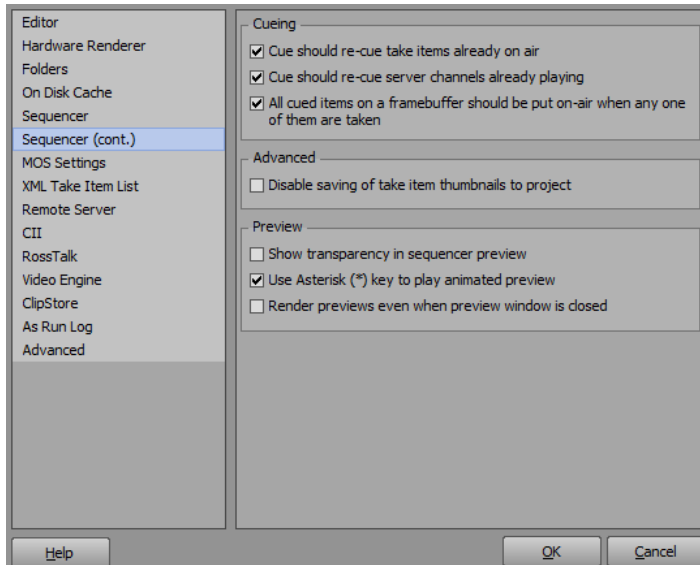 Editor
Hardware Renderer
Folders
On Disk Cache
Sequencer
Sequencer (cont.)
MOS Settings
XML Take Item List
Remote Server
CII
RossTalk
Video Engine
ClipStore
As Run Log
Advanced
Cueing
Cue should re-cue take items already on air
Cue should re-cue server channels already playing
All cued items on a framebuffer should be put on-air when any one
of them are taken
Advanced
Disable saving of take item thumbnails to project
Preview
Show transparency in sequencer preview
Use Asterisk (*) key to play animated preview
Render previews even when preview window is closed
Help
OK
Cancel